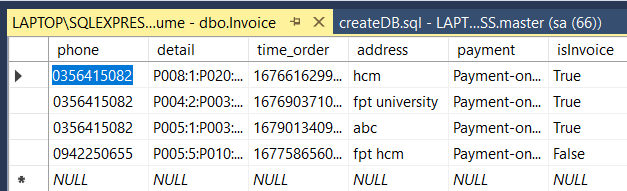 LAPTOP\SQLEXPRES...ume - dbo.Invoice createDB.sql - LAPT...SS.master (sa (66))
phone detail time_order address payment isInvoice
0356415082 P008:1:P020:... 1676616299... hcm Payment-on... True
0356415082 P004:2:P003:... 1676903710... fpt university Payment-on... True
0356415082 P005:1:P003:... 1679013409... abc Payment-on... True
0942250655 P005:5:P010:... 1677586560... fpt hcm Payment-on... False
NULL NULL NULL NULL NULL NULL